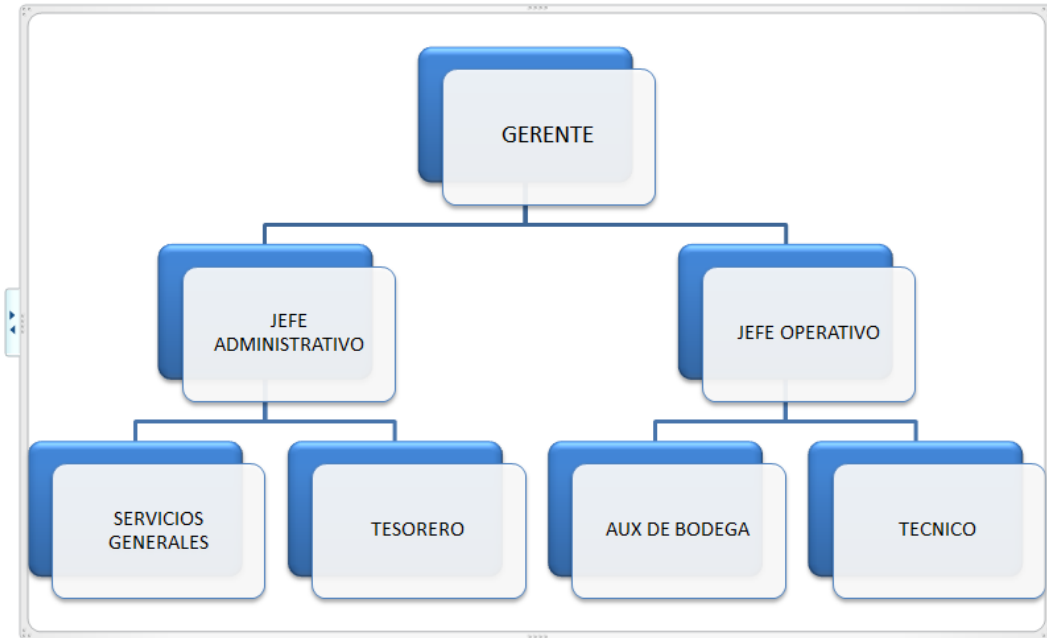 GERENTE
JEFE
ADMINISTRATIVO
JEFE OPERATIVO
SERVICIOS
GENERALES
TESORERO
AUX DE BODEGA
TECNICO